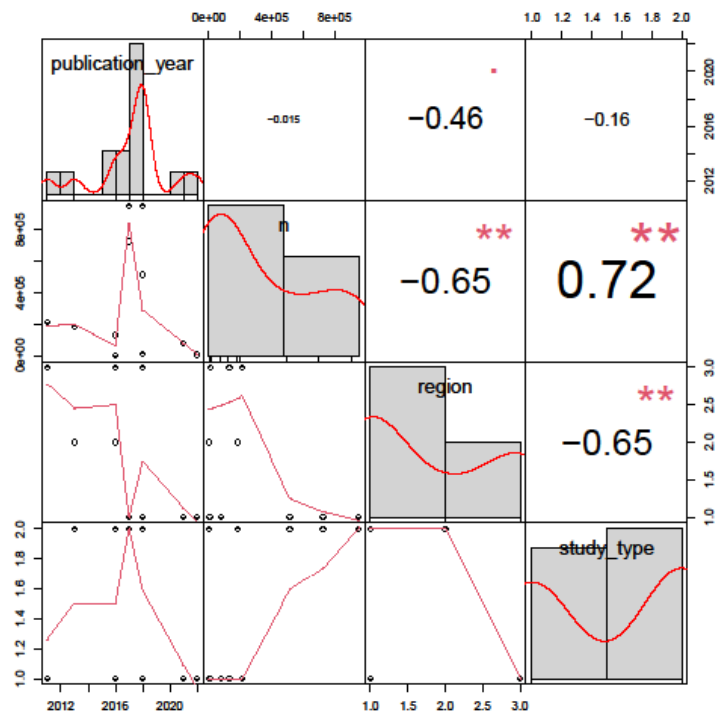 0e+00 4e+05 8e+05 1.0 1.2 1.4 1.6 1.8 2.0
publication_year
-0.015
-0.46
.
-0.16
2012 2016 2020
0e+00 4e+05 8e+05
n
-0.65
**
0.72
**
region
-0.65
**
1.0 1.5 2.0 2.5 3.0
1.0 1.2 1.4 1.6 1.8 2.0
study_type
2012 2016 2020 1.0 1.5 2.0 2.5 3.0